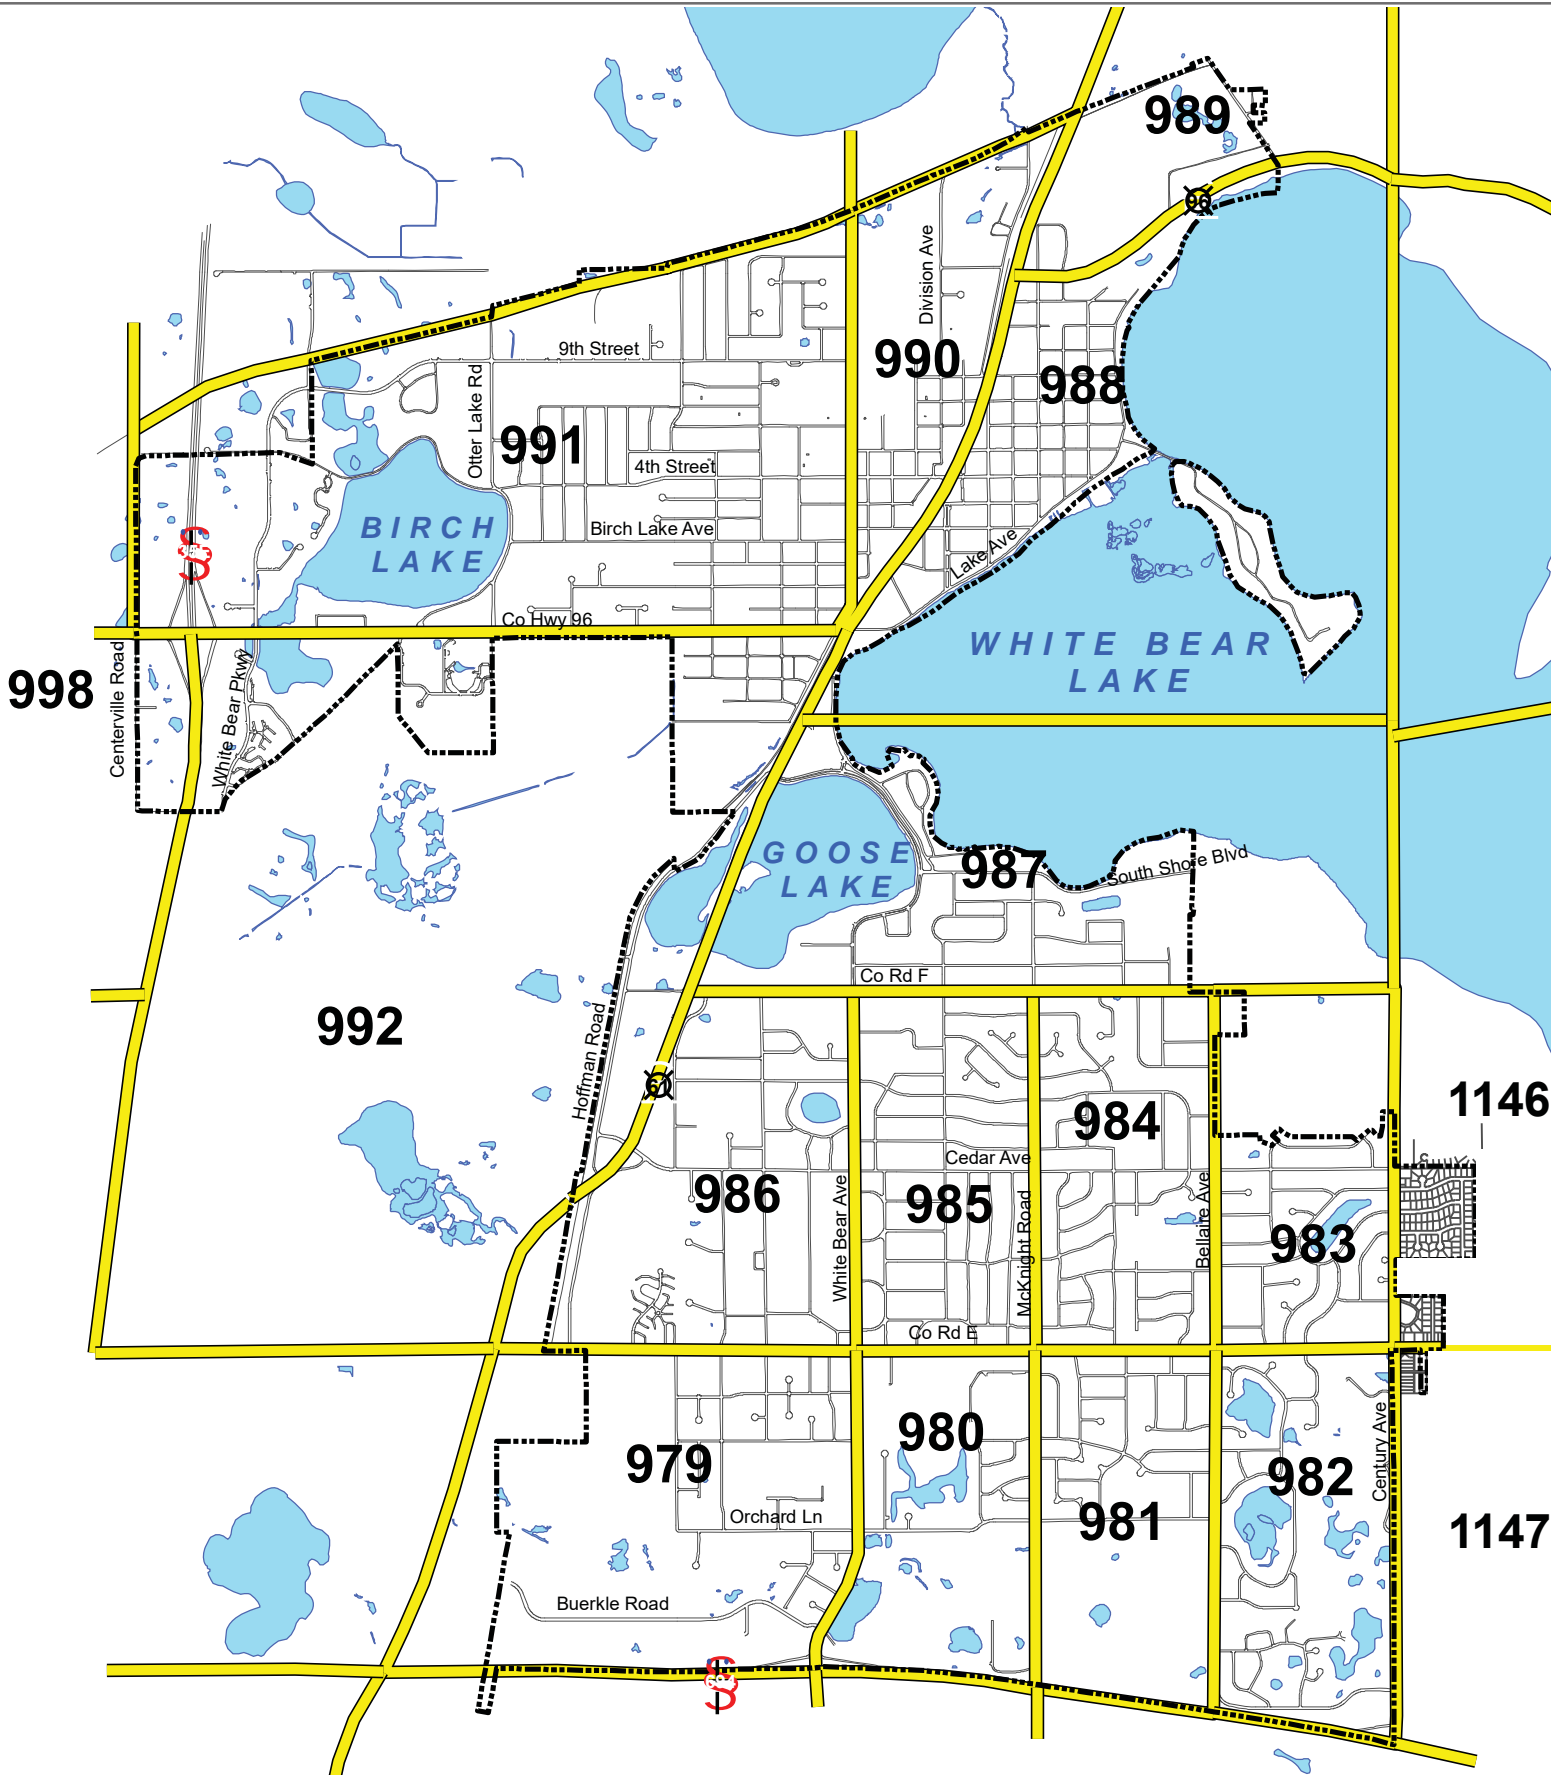 989
96
Division Ave
9th Street
990
988
Otter Lake Rd
991
4th Street
BIRCH
LAKE
Birch Lake Ave
Lake Ave
Co Hwy 96
WHITE BEAR
LAKE
998
Centerville Road
White Bear Pkwy
GOOSE
LAKE
987
South Shore Blvd
Co Rd F
992
Hoffman Road
61
1146
984
Cedar Ave
986
985
White Bear Ave
McKnight Road
Bellaire Ave
983
Co Rd E
979
980
982
Century Ave
Orchard Ln
981
1147
Buerkle Road
694